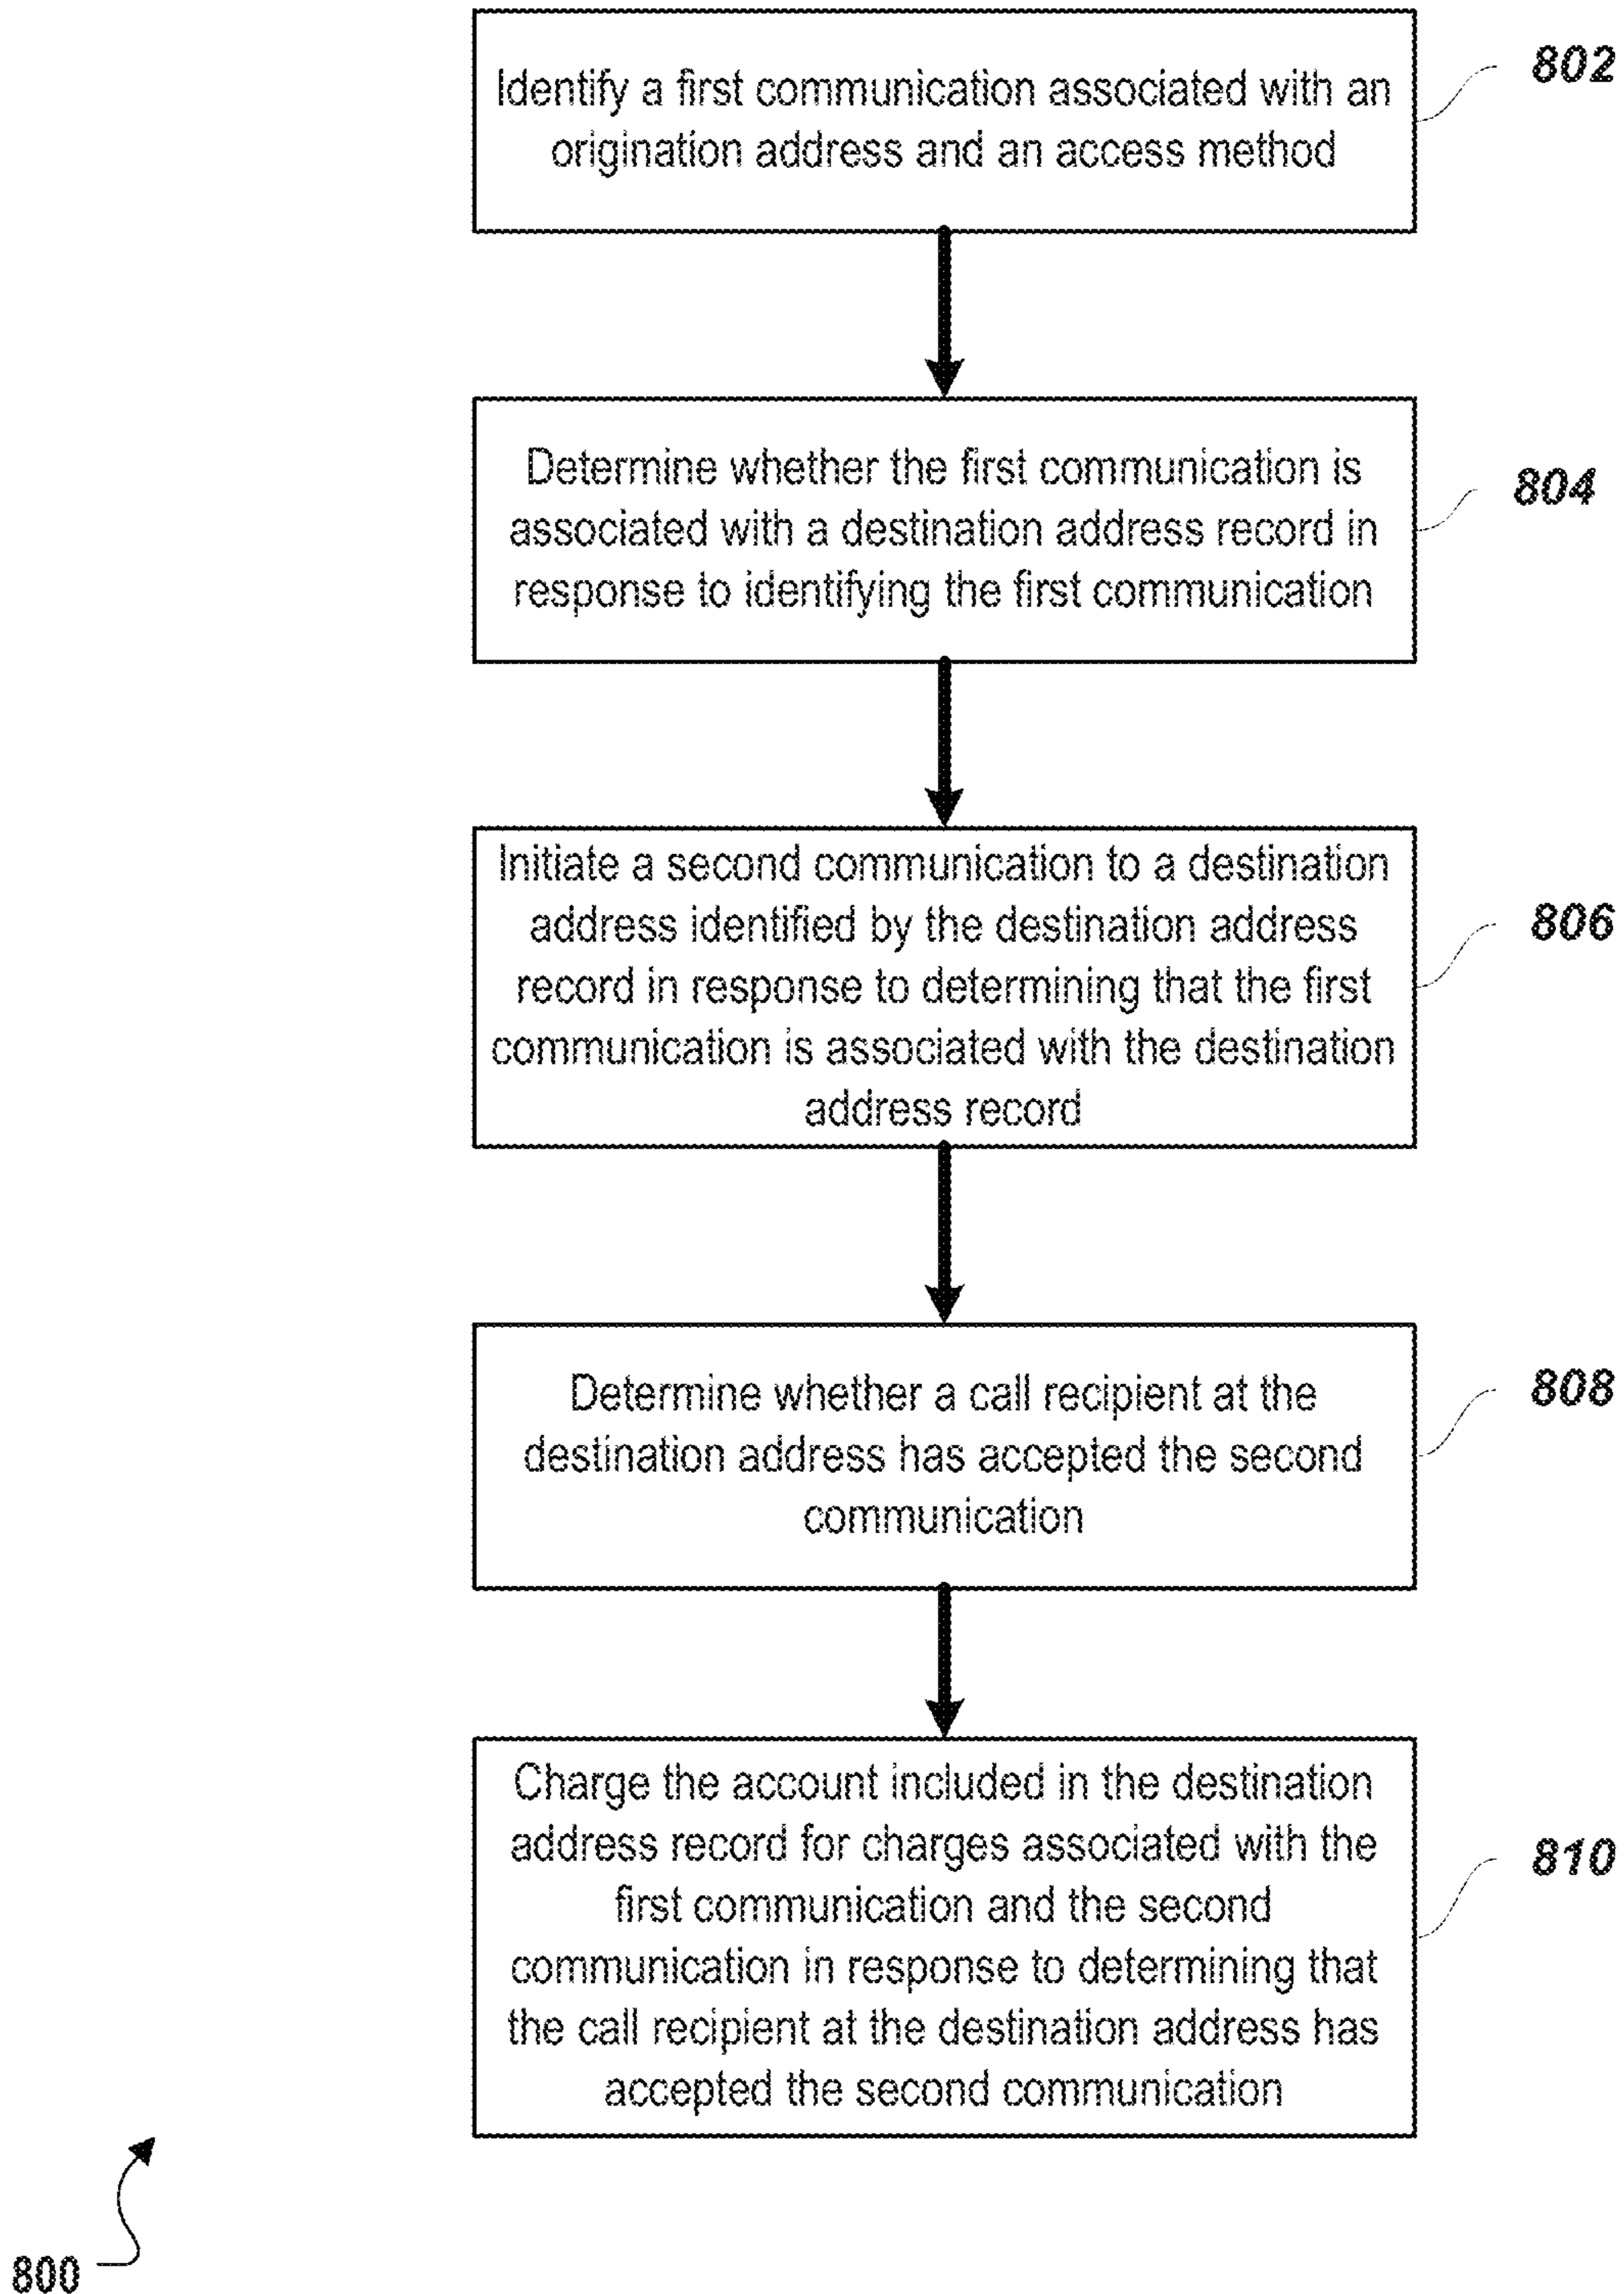 Identify a first communication associated with an
origination address and an access method
802
Determine whether the first communication is
associated with a destination address record in
response to identifying the first communication
804
Initiate a second communication to a destination
address identified by the destination address
record in response to determining that the first
communication is associated with the destination
address record
806
Determine whether a call recipient at the
destination address has accepted the second
communication
808
Charge the account included in the destination
address record for charges associated with the
first communication and the second
communication in response to determining that
the call recipient at the destination address has
accepted the second communication
810
800